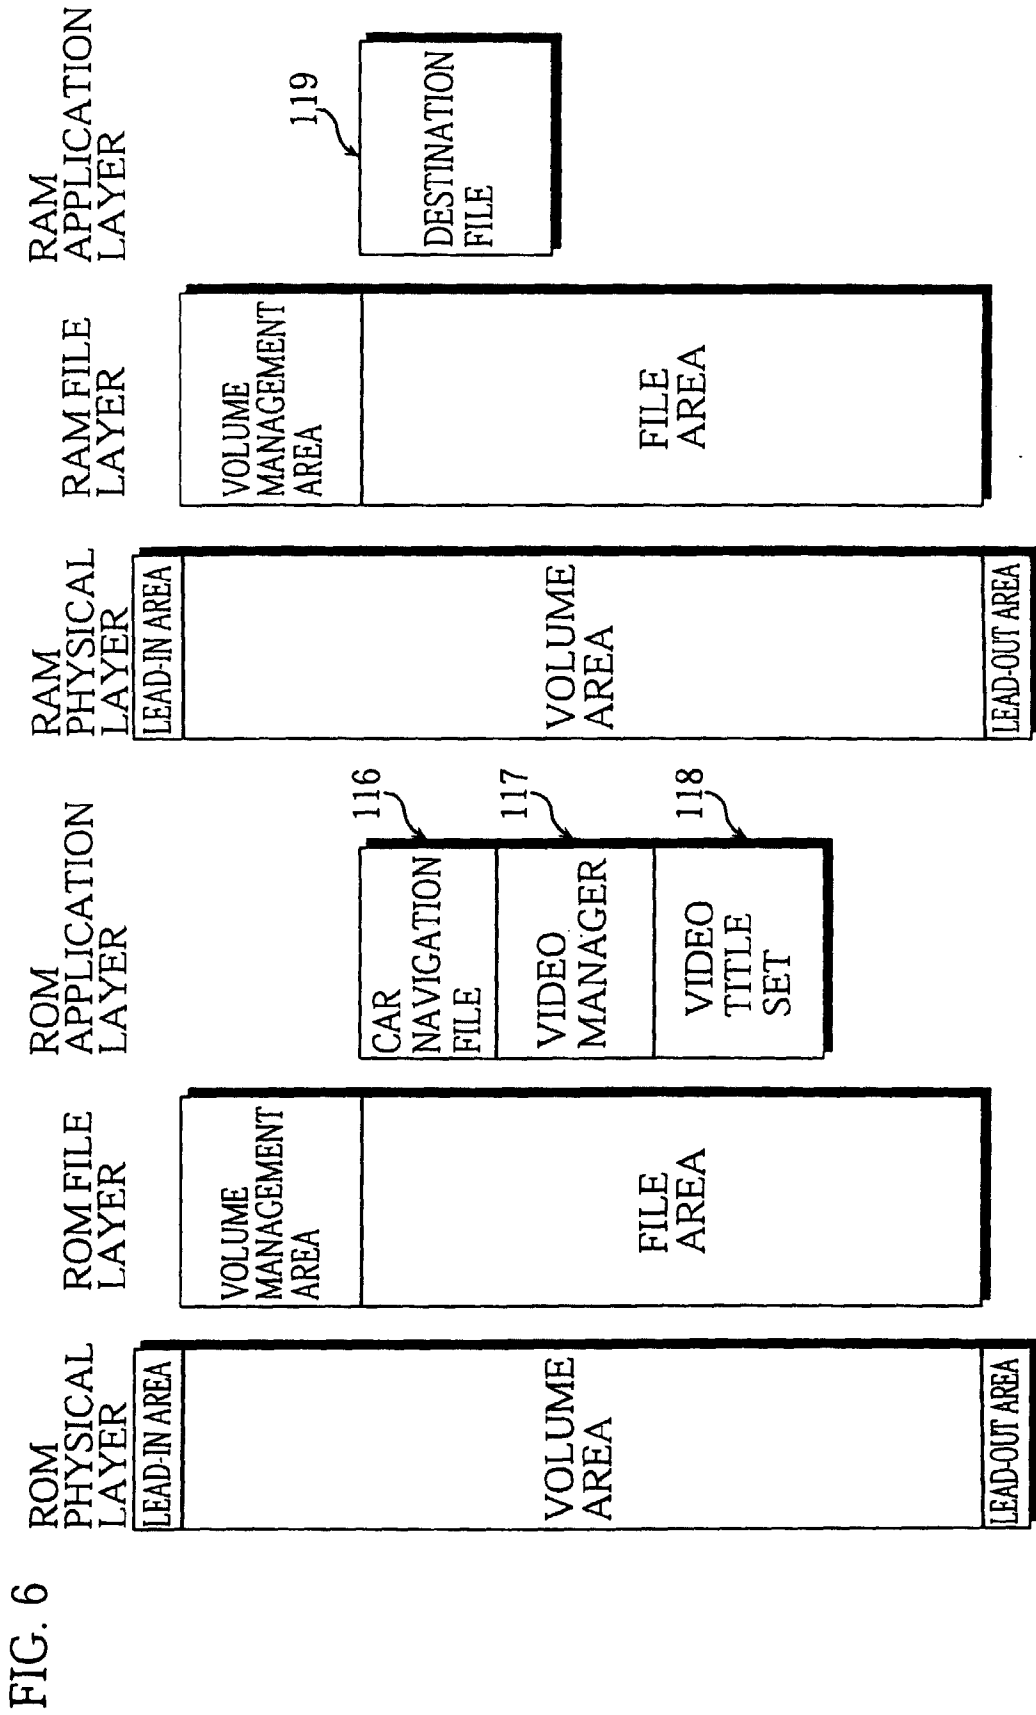 FIG. 6
ROM
PHYSICAL
LAYER
LEAD-IN AREA
VOLUME
AREA
LEAD-OUT AREA
ROM FILE
LAYER
VOLUME
MANAGEMENT
AREA
FILE
AREA
ROM
APPLICATION
LAYER
CAR
NAVIGATION
FILE
116
VIDEO
MANAGER
117
VIDEO
TITLE
SET
118
RAM
PHYSICAL
LAYER
LEAD-IN AREA
VOLUME
AREA
LEAD-OUT AREA
RAM FILE
LAYER
VOLUME
MANAGEMENT
AREA
FILE
AREA
RAM
APPLICATION
LAYER
119
DESTINATION
FILE